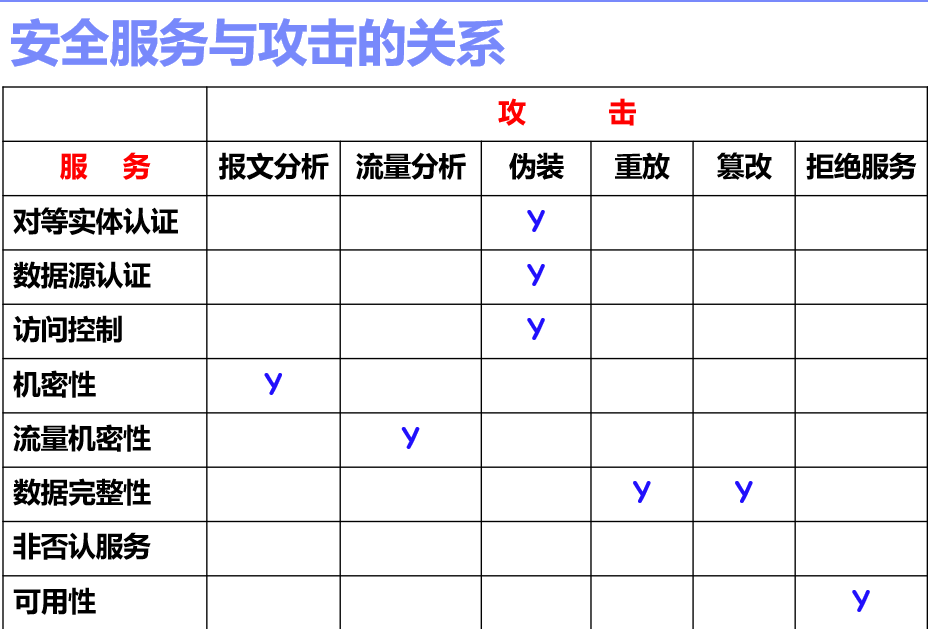 安全服务与攻击的关系
攻 击
服 务 报文分析 流量分析 伪装 重放 篡改 拒绝服务
对等实体认证 Y
数据源认证 Y
访问控制 Y
机密性 Y
流量机密性 Y
数据完整性 Y Y
非否认服务
可用性 Y